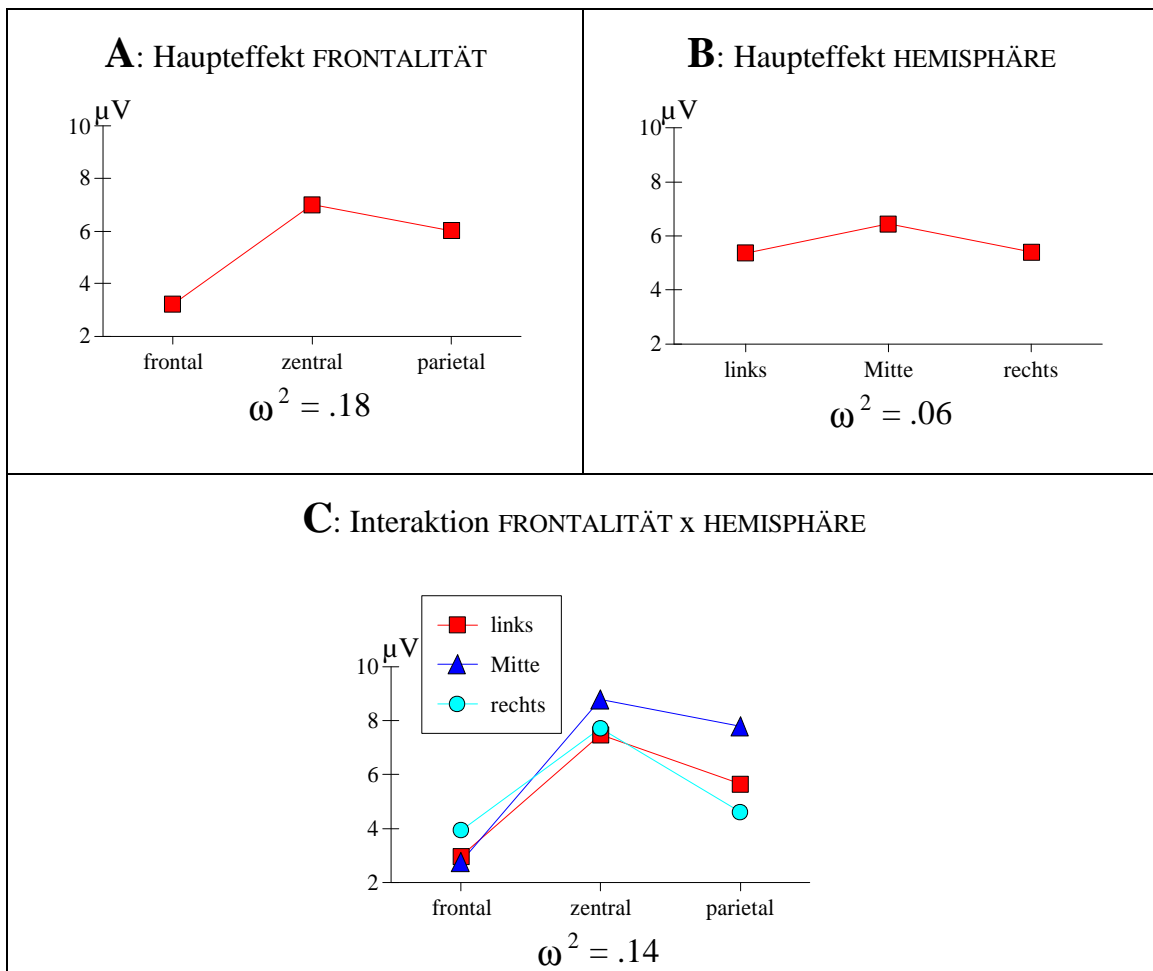 A: Haupteffekt FRONTALITÄT
µV
10
8
6
4
2
frontal zentral parietal
ω² = .18
B: Haupteffekt HEMISPHÄRE
µV
10
8
6
4
2
links Mitte rechts
ω² = .06
C: Interaktion FRONTALITÄT x HEMISPHÄRE
links
Mitte
rechts
µV
10
8
6
4
2
frontal zentral parietal
ω² = .14